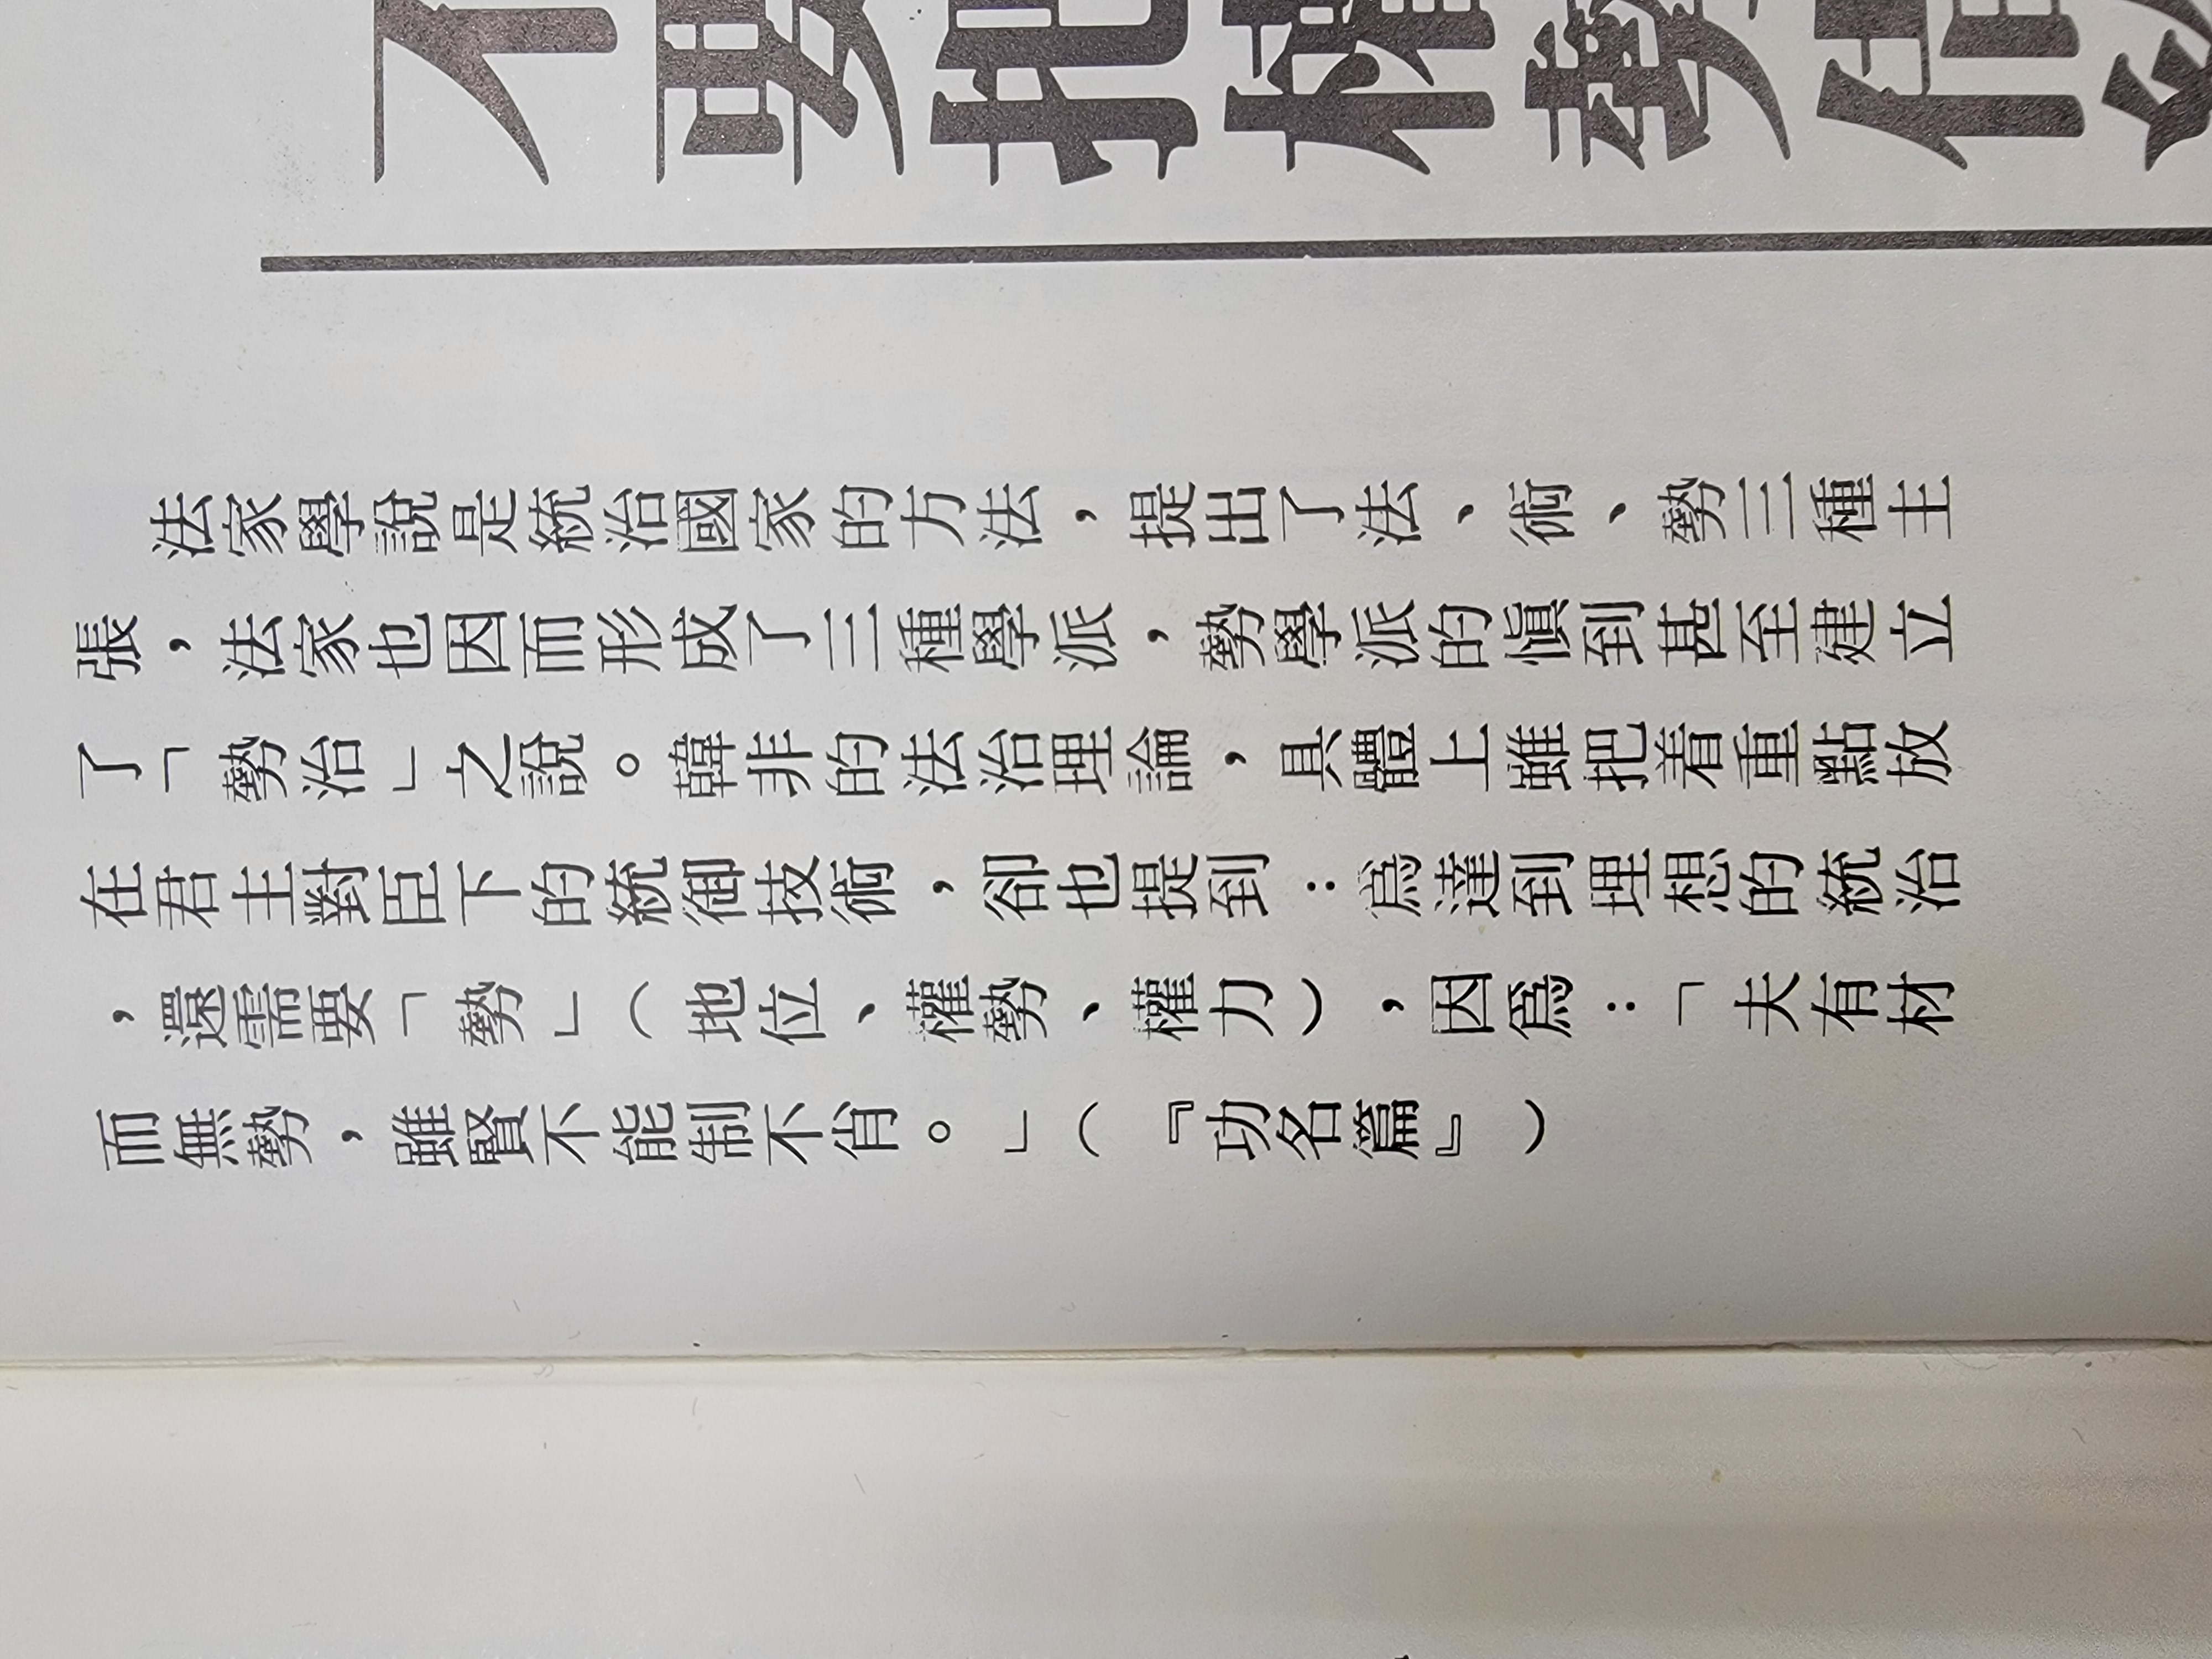 不要把權勢借給
法家學說是統治國家的方法，提出了法、術、勢三種主
張，法家也因而形成了三種學派，勢學派的慎到甚至建立
了「勢治」之說。韓非的法治理論，具體上雖把着重點放
在君主對臣下的統御技術，卻也提到：為達到理想的統治
，還需要「勢」（地位、權勢、權力），因爲：「夫有材
而無勢，雖賢不能制不肖。」（『功名篇』）